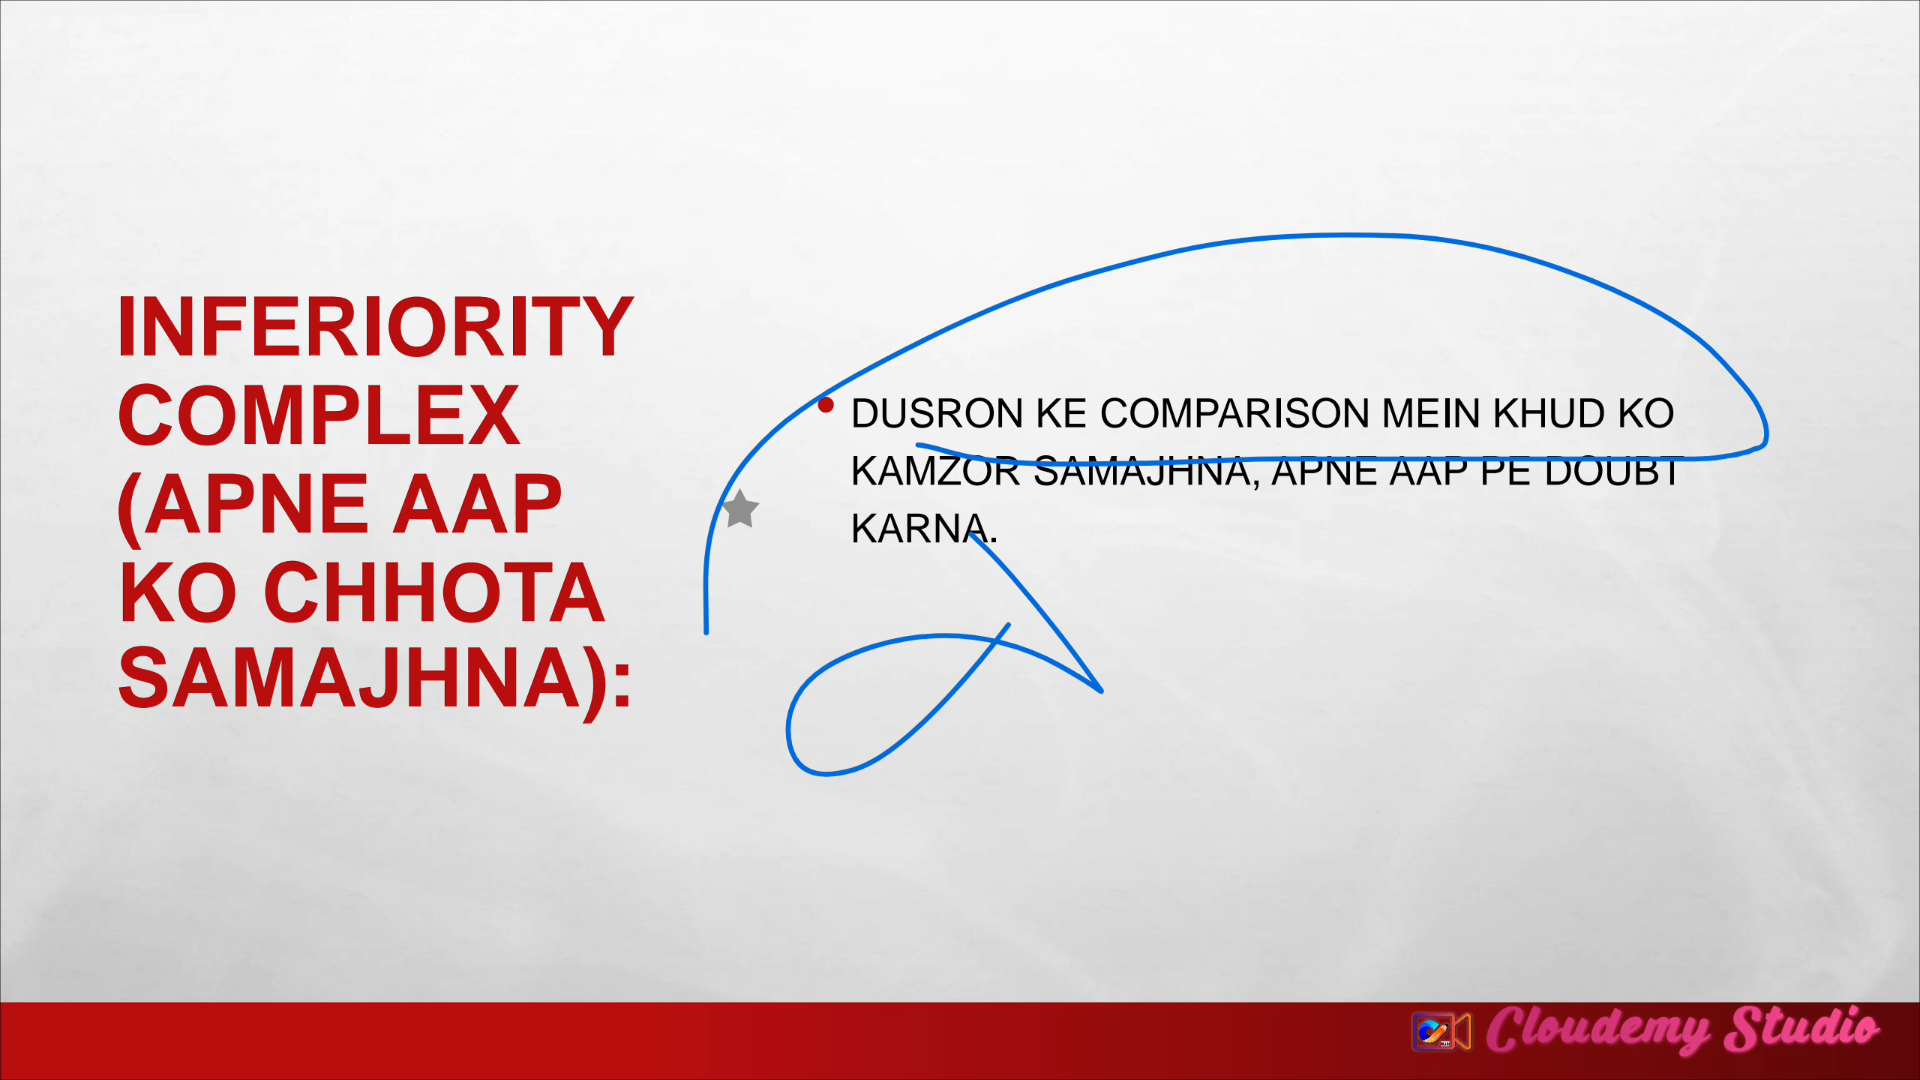 INFERIORITY
COMPLEX
(APNE AAP
KO CHHOTA
SAMAJHNA):
DUSRON KE COMPARISON MEIN KHUD KO
KAMZOR SAMAJHNA, APNE AAP PE DOUBT
KARNA.
Cloudemy Studio